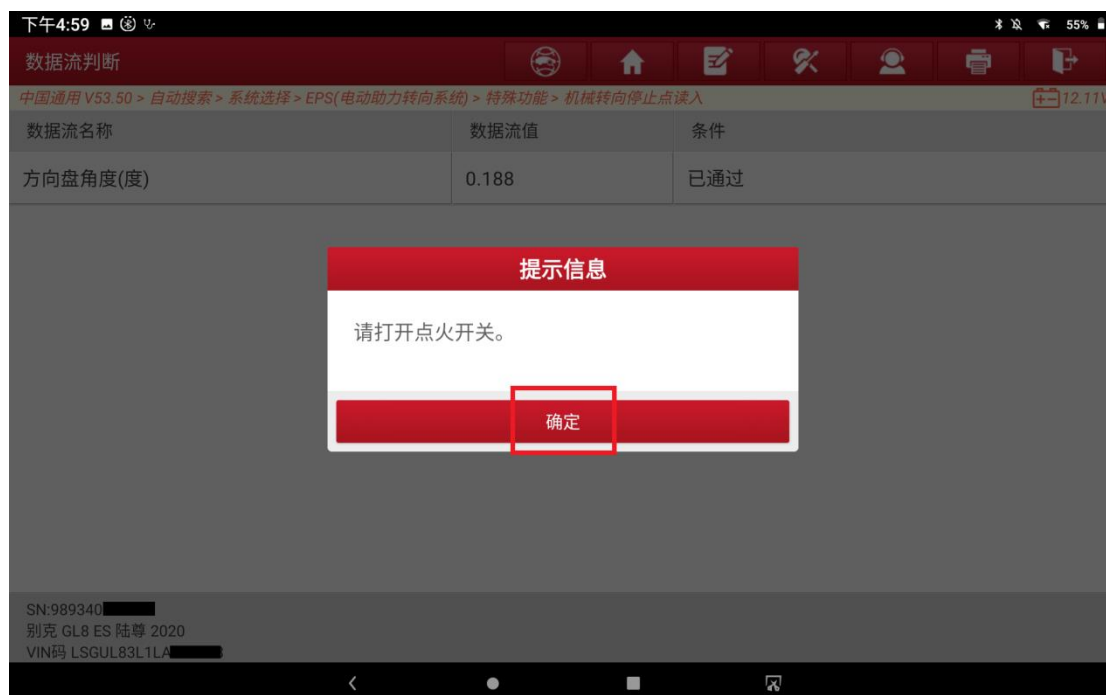 下午4:59
55%
数据流判断
中国通用 V53.50 > 自动搜索 > 系统选择 > EPS(电动助力转向系统) > 特殊功能 > 机械转向停止点读入
12.11V
数据流名称 数据流值 条件
方向盘角度(度) 0.188 已通过
提示信息
请打开点火开关。
确定
SN:989340
别克 GL8 ES 陆尊 2020
VIN码 LSGUL83L1LA